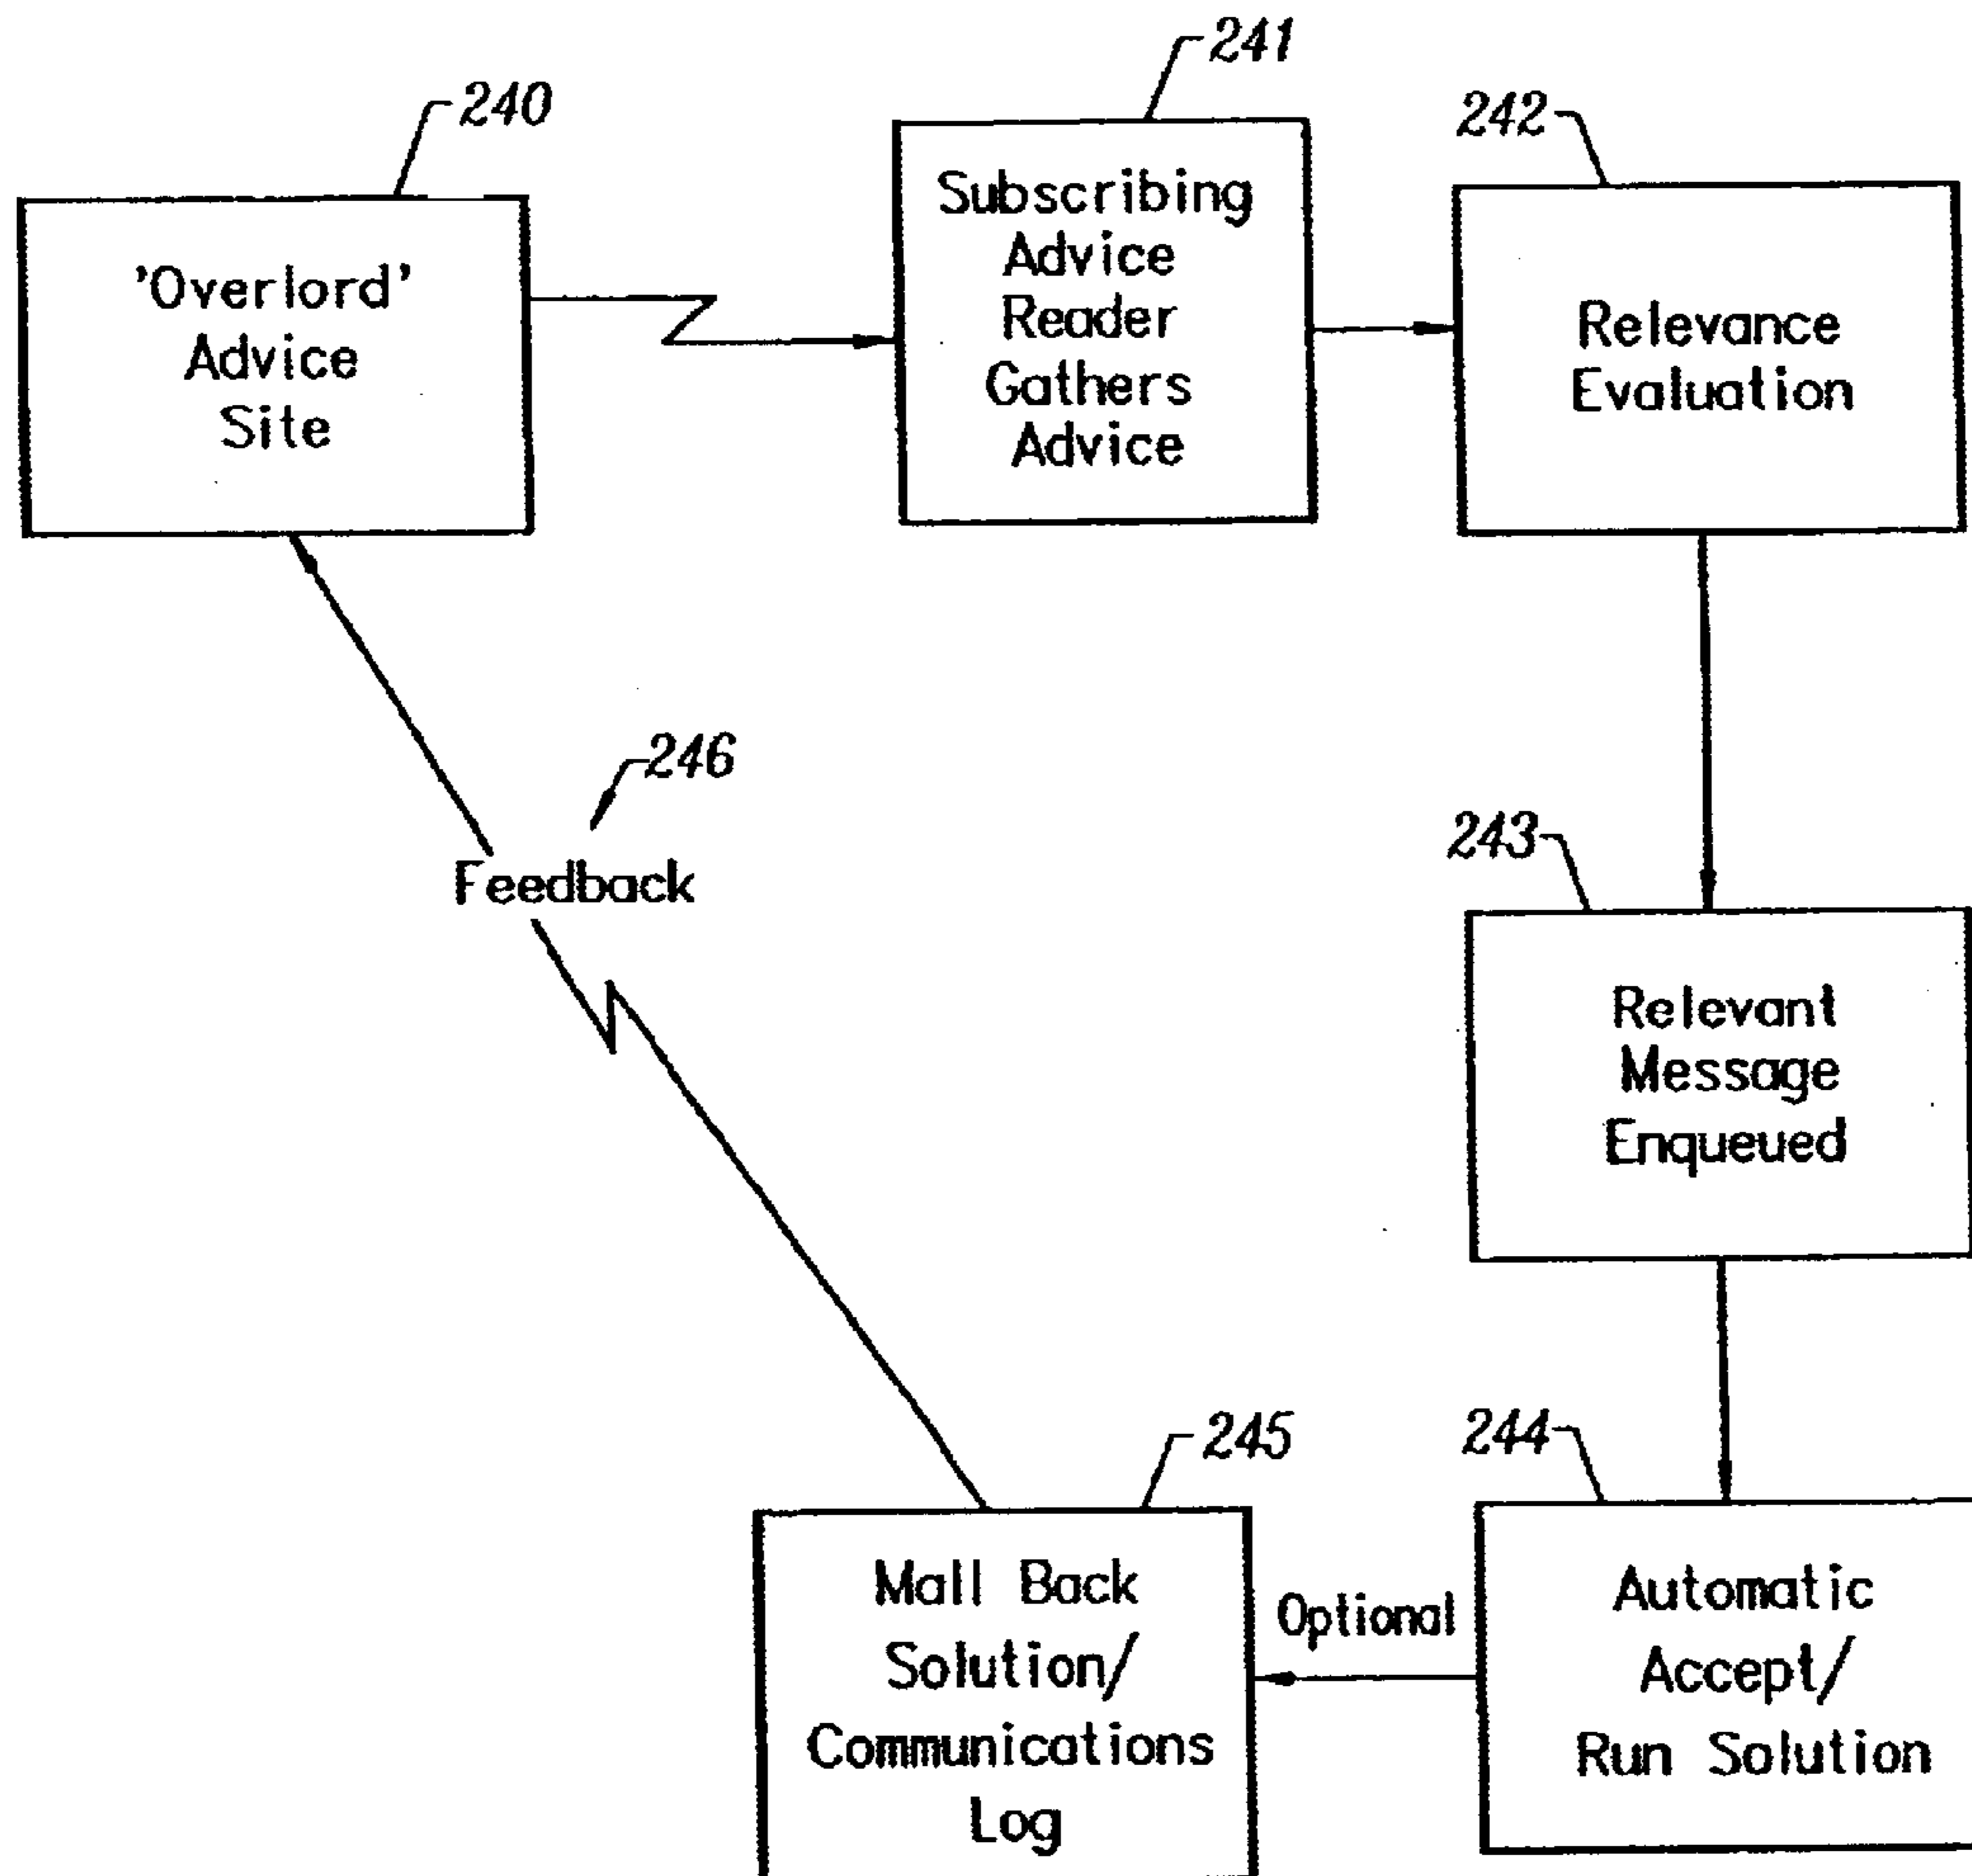 240
'Overlord'
Advice
Site
241
Subscribing
Advice
Reader
Gathers
Advice
242
Relevance
Evaluation
243
Relevant
Message
Enqueued
244
Automatic
Accept/
Run Solution
Optional
245
Mail Back
Solution/
Communications
Log
246
Feedback